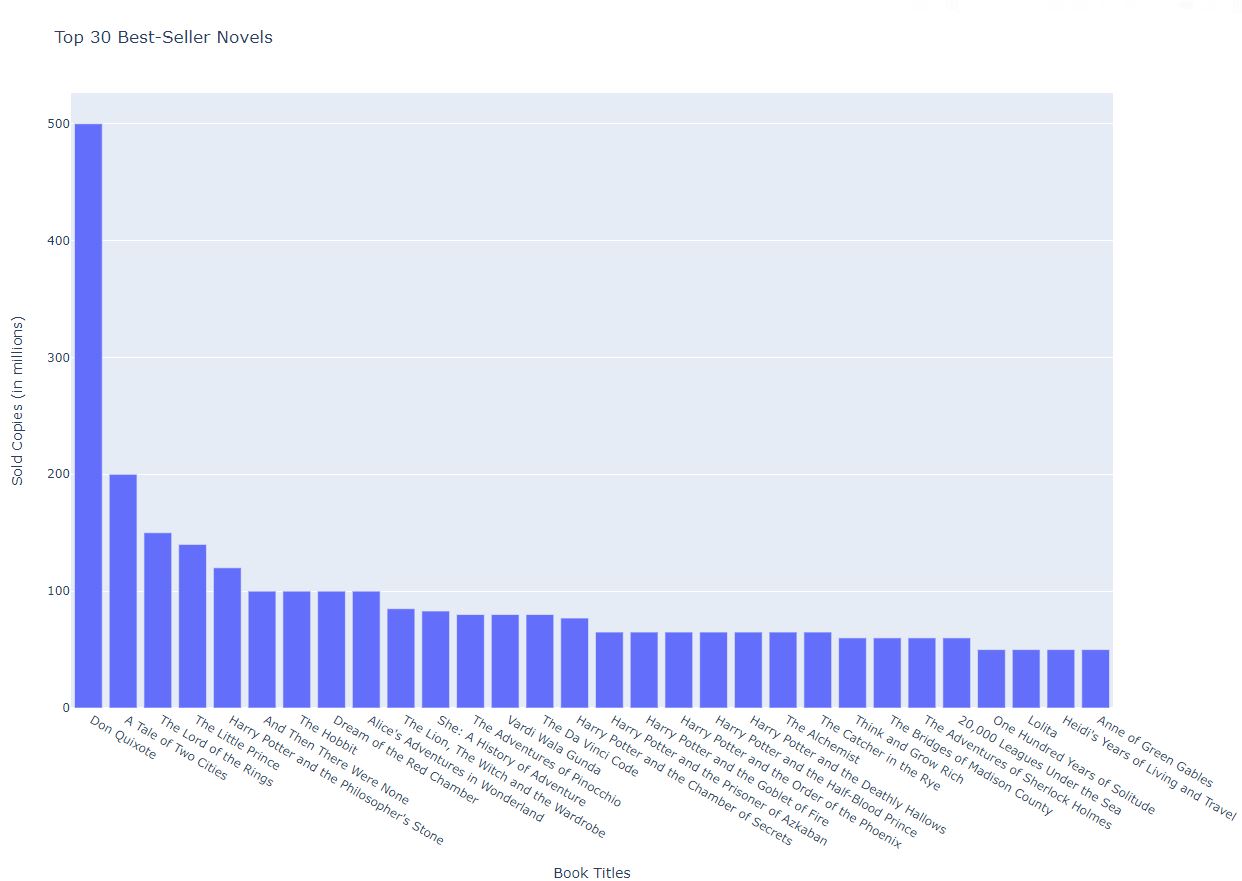 Top 30 Best-Seller Novels
Sold Copies (in millions)
500
400
300
200
100
0
Don Quixote
A Tale of Two Cities
The Lord of the Rings
The Little Prince
Harry Potter and the Philosopher's Stone
And Then There Were None
The Hobbit
Dream of the Red Chamber
Alice's Adventures in Wonderland
The Lion, The Witch and the Wardrobe
She: A History of Adventure
The Adventures of Pinocchio
Vardi Wala Gunda
The Da Vinci Code
Harry Potter and the Chamber of Secrets
Harry Potter and the Prisoner of Azkaban
Harry Potter and the Goblet of Fire
Harry Potter and the Order of the Phoenix
Harry Potter and the Half-Blood Prince
Harry Potter and the Deathly Hallows
The Alchemist
The Catcher in the Rye
Think and Grow Rich
The Bridges of Madison County
The Adventures of Sherlock Holmes
20,000 Leagues Under the Sea
One Hundred Years of Solitude
Lolita
Heidi's Years of Living and Travel
Anne of Green Gables
Book Titles